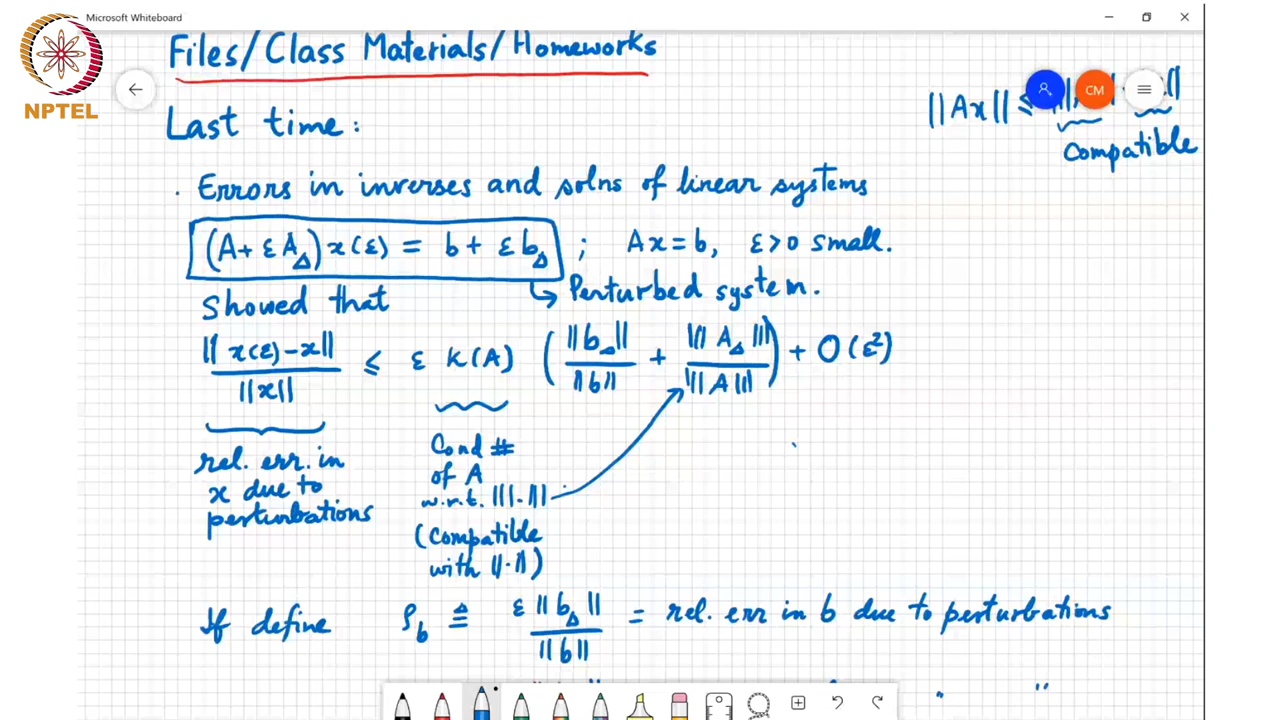 Microsoft Whiteboard
NPTEL
Files/Class Materials/Homeworks
CM
||Ax|| ≤
Compatible
Last time:
. Errors in inverses and solns of linear systems
(A + εA_Δ) x(ε) = b + εb_Δ ; Ax = b, ε>0 small.
↳ Perturbed system.
Showed that
||x(ε)-x|| / ||x|| ≤ ε K(A) ( ||b_Δ|| / ||b|| + |||A_Δ||| / |||A||| ) + O(ε²)
rel. err. in
x due to
perturbations
Cond #
of A
w.r.t. |||·|||
(Compatible
with ||·||)
If define ρ_b ≜ ε||b_Δ|| / ||b|| = rel. err in b due to perturbations